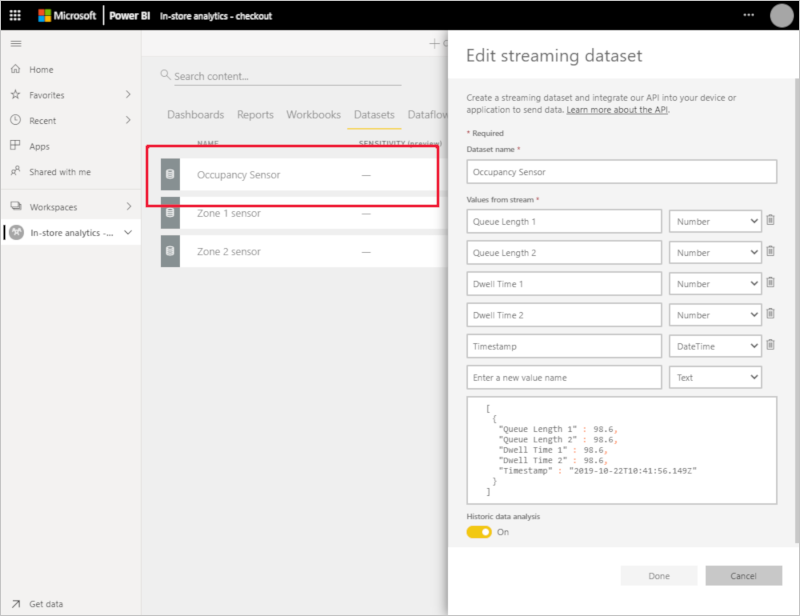 Microsoft Power BI In-store analytics - checkout
Home
Favorites
Recent
Apps
Shared with me
Workspaces
In-store analytics -...
Get data
Search content...
Dashboards Reports Workbooks Datasets Dataflow
NAME SENSITIVITY (preview)
Occupancy Sensor —
Zone 1 sensor —
Zone 2 sensor —
Edit streaming dataset
Create a streaming dataset and integrate our API into your device or
application to send data. Learn more about the API.
* Required
Dataset name *
Occupancy Sensor
Values from stream *
Queue Length 1 Number
Queue Length 2 Number
Dwell Time 1 Number
Dwell Time 2 Number
Timestamp DateTime
Enter a new value name Text
[
{
"Queue Length 1" : 98.6,
"Queue Length 2" : 98.6,
"Dwell Time 1" : 98.6,
"Dwell Time 2" : 98.6,
"Timestamp" : "2019-10-22T10:41:56.149Z"
}
]
Historic data analysis
On
Done Cancel